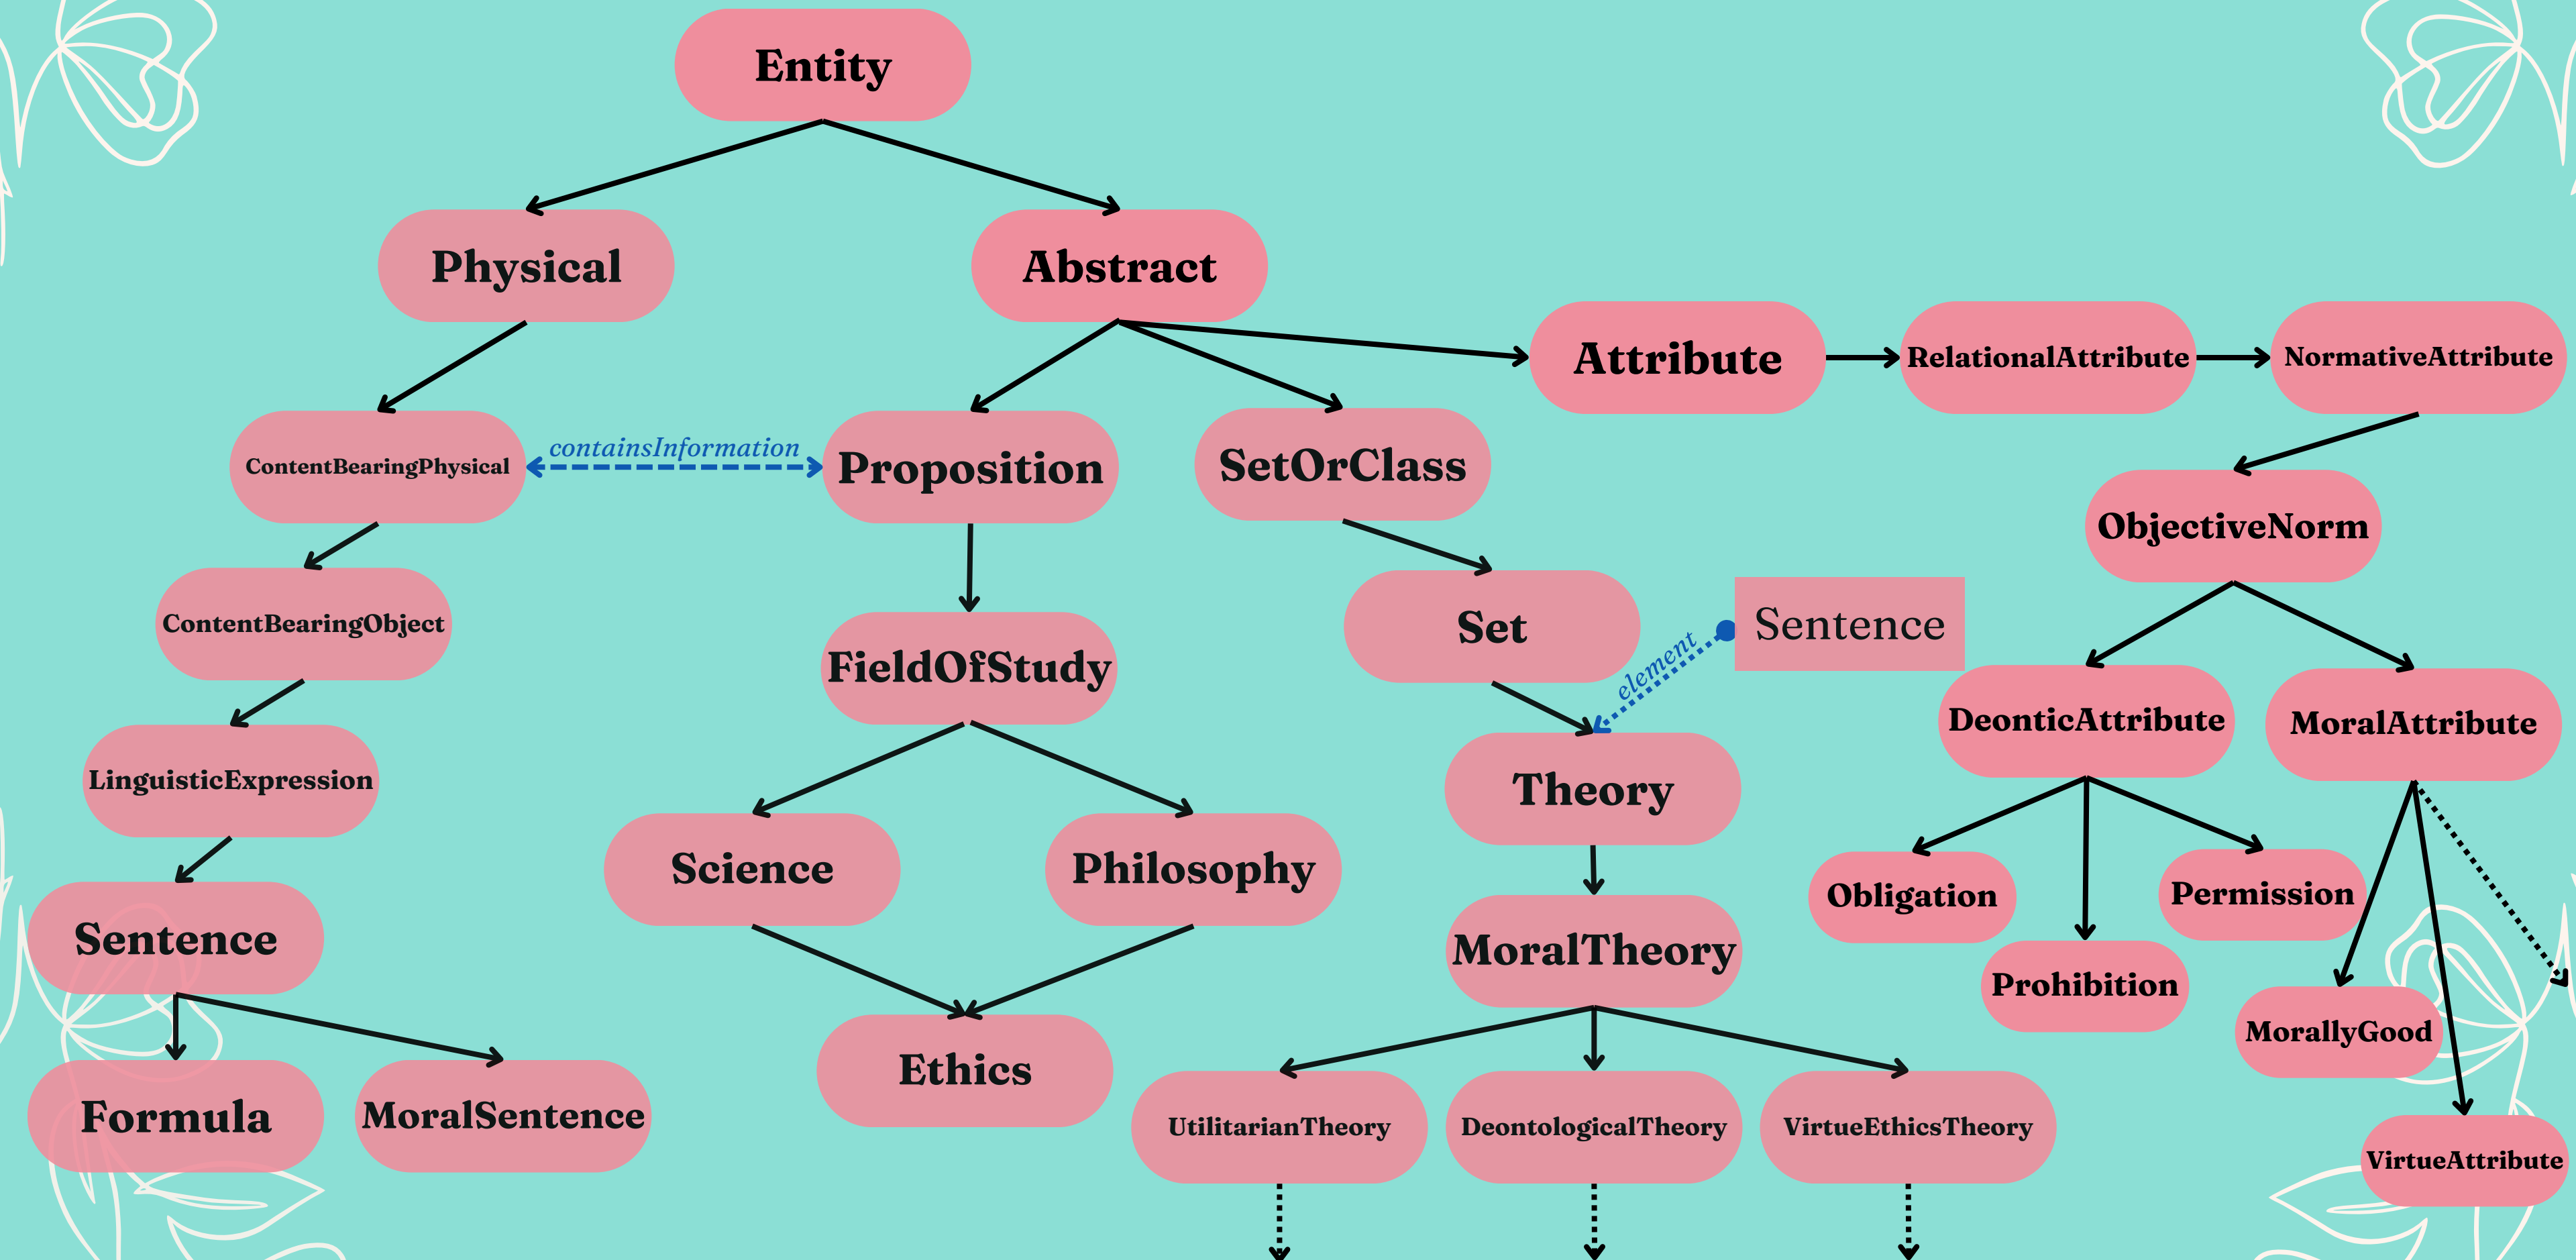 Entity
Physical
Abstract
Attribute
RelationalAttribute
NormativeAttribute
ContentBearingPhysical
containsInformation
Proposition
SetOrClass
ObjectiveNorm
ContentBearingObject
FieldOfStudy
Set
element
Sentence
DeonticAttribute
MoralAttribute
LinguisticExpression
Theory
Science
Philosophy
Obligation
Permission
Sentence
MoralTheory
Prohibition
MorallyGood
Ethics
Formula
MoralSentence
UtilitarianTheory
DeontologicalTheory
VirtueEthicsTheory
VirtueAttribute